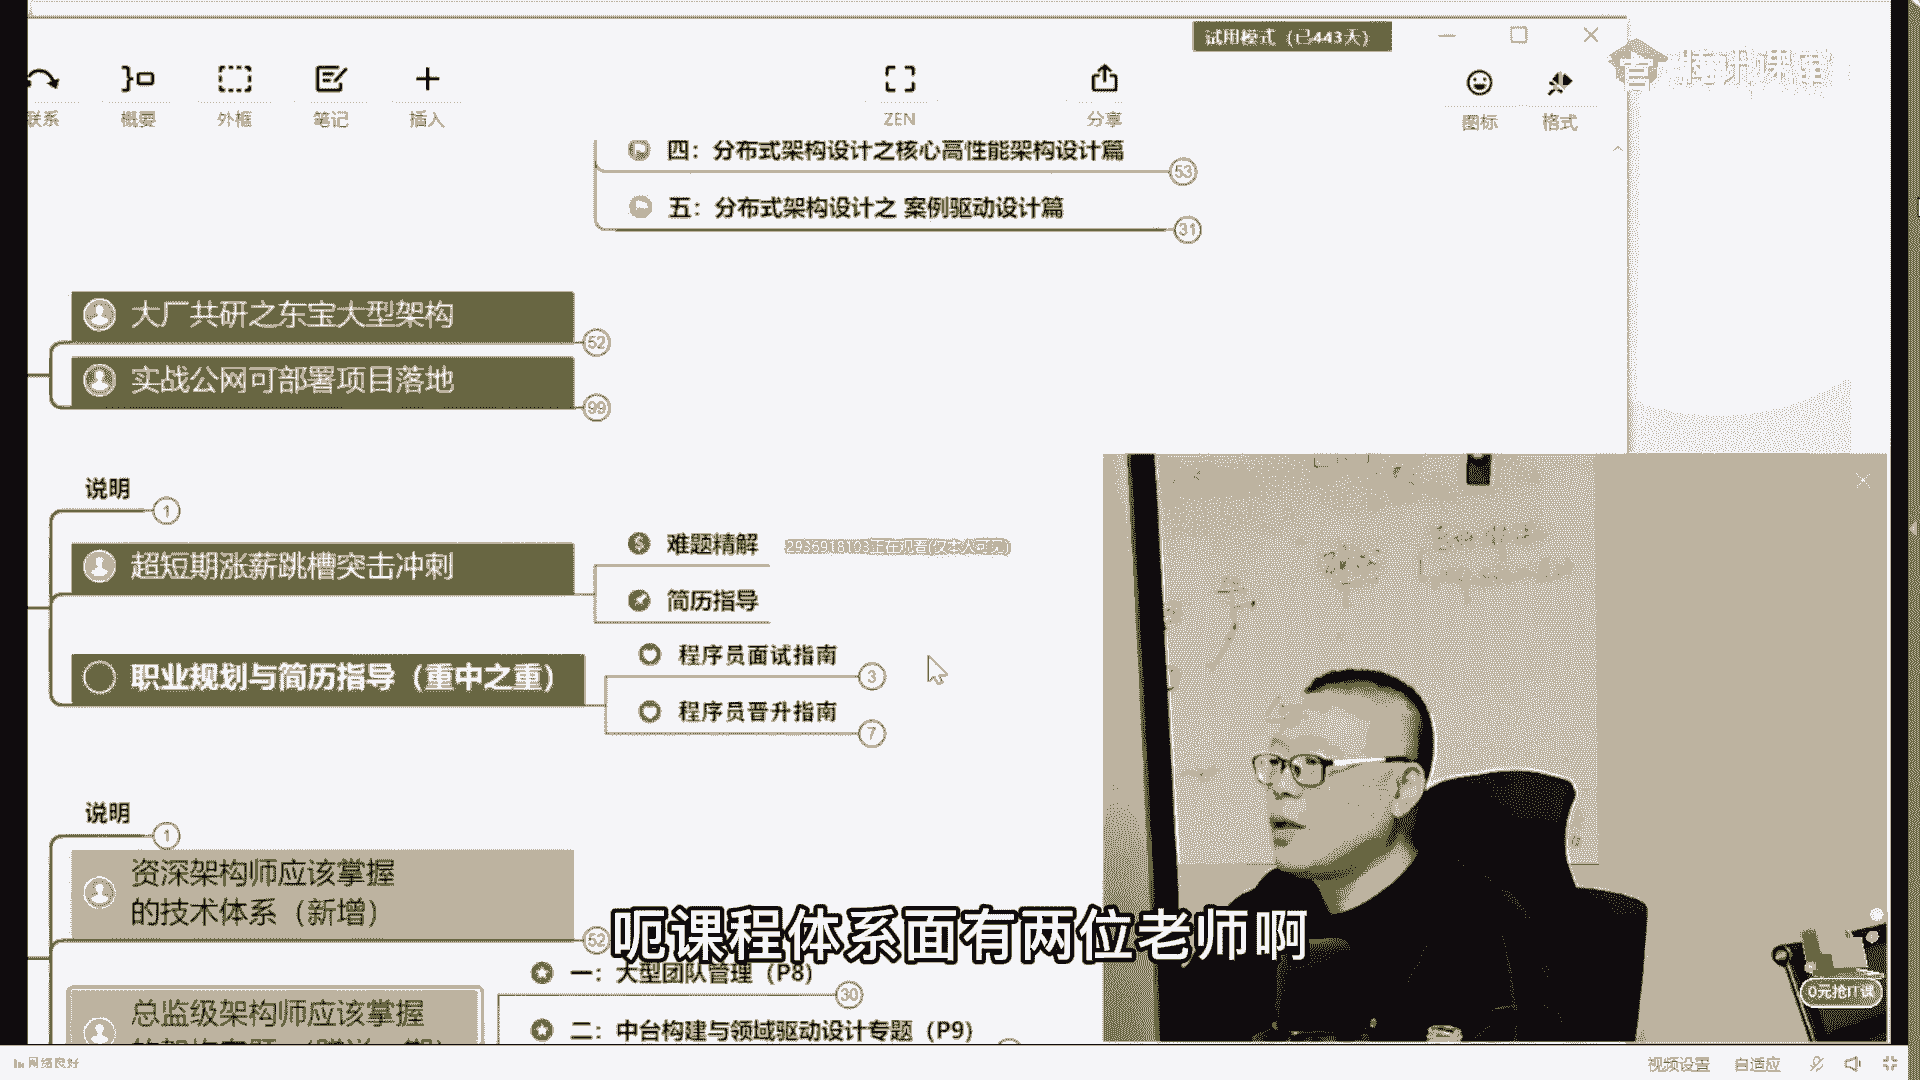 试用模式（已443天）
联系
概要
外框
笔记
插入
ZEN
分享
图标
格式
腾讯课堂
四：分布式架构设计之核心高性能架构设计篇
53
五：分布式架构设计之 案例驱动设计篇
31
大厂共研之东宝大型架构
52
实战公网可部署项目落地
99
说明
1
超短期涨薪跳槽突击冲刺
难题精解
2935918103正在观看(仅本人可见)
简历指导
职业规划与简历指导（重中之重）
程序员面试指南
3
程序员晋升指南
7
说明
1
资深架构师应该掌握
的技术体系（新增）
52
呃课程体系面有两位老师啊
一：大型团队管理（P8）
30
总监级架构师应该掌握
二：中台构建与领域驱动设计专题（P9）
0元抢IT课
网络良好
视频设置
自适应